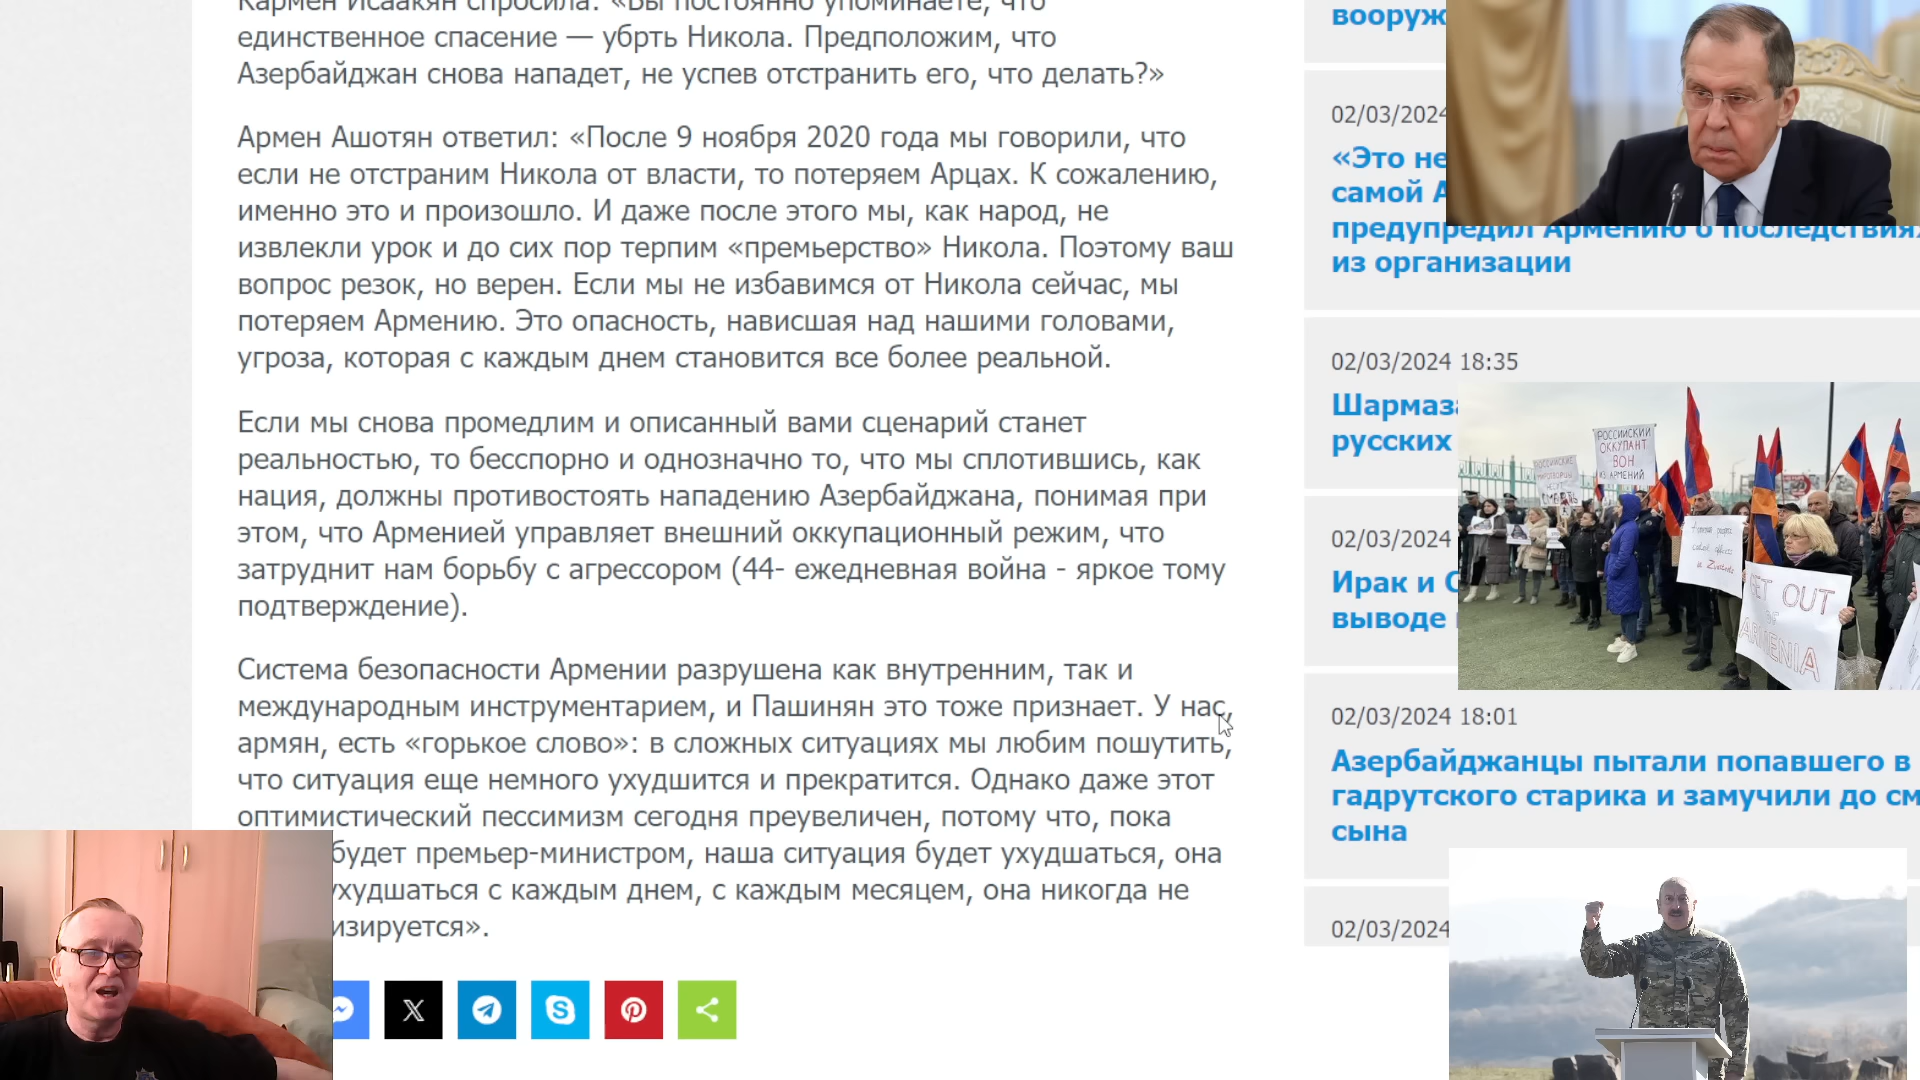 Кармен Исаакян спросила: «Вы постоянно упоминаете, что
единственное спасение — убрть Никола. Предположим, что
Азербайджан снова нападет, не успев отстранить его, что делать?»
Армен Ашотян ответил: «После 9 ноября 2020 года мы говорили, что
если не отстраним Никола от власти, то потеряем Арцах. К сожалению,
именно это и произошло. И даже после этого мы, как народ, не
извлекли урок и до сих пор терпим «премьерство» Никола. Поэтому ваш
вопрос резок, но верен. Если мы не избавимся от Никола сейчас, мы
потеряем Армению. Это опасность, нависшая над нашими головами,
угроза, которая с каждым днем становится все более реальной.
Если мы снова промедлим и описанный вами сценарий станет
реальностью, то бесспорно и однозначно то, что мы сплотившись, как
нация, должны противостоять нападению Азербайджана, понимая при
этом, что Арменией управляет внешний оккупационный режим, что
затруднит нам борьбу с агрессором (44- ежедневная война - яркое тому
подтверждение).
Система безопасности Армении разрушена как внутренним, так и
международным инструментарием, и Пашинян это тоже признает. У нас,
армян, есть «горькое слово»: в сложных ситуациях мы любим пошутить,
что ситуация еще немного ухудшится и прекратится. Однако даже этот
оптимистический пессимизм сегодня преувеличен, потому что, пока
будет премьер-министром, наша ситуация будет ухудшаться, она
ухудшаться с каждым днем, с каждым месяцем, она никогда не
изируется».
вооруж
02/03/2024
«Это не
самой А
предупредил Армению о последствиях
из организации
02/03/2024 18:35
Шармаз
русских
02/03/2024
Ирак и С
выводе
02/03/2024 18:01
Азербайджанцы пытали попавшего в
гадрутского старика и замучили до см
сына
02/03/2024
РОССИЙСКИЙ
ОККУПАНТ
ВОН
ИЗ АРМЕНИИ
GET OUT
OF
ARMENIA